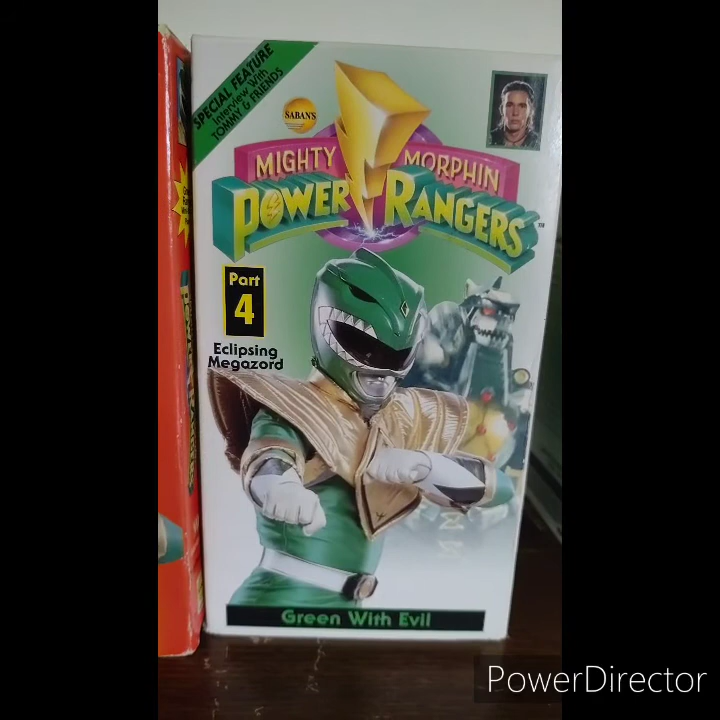 SPECIAL FEATURE
Interview With
TOMMY & FRIENDS
SABAN'S
MIGHTY MORPHIN
POWER RANGERS
TM
Part
4
Eclipsing
Megazord
Green With Evil
PowerDirector